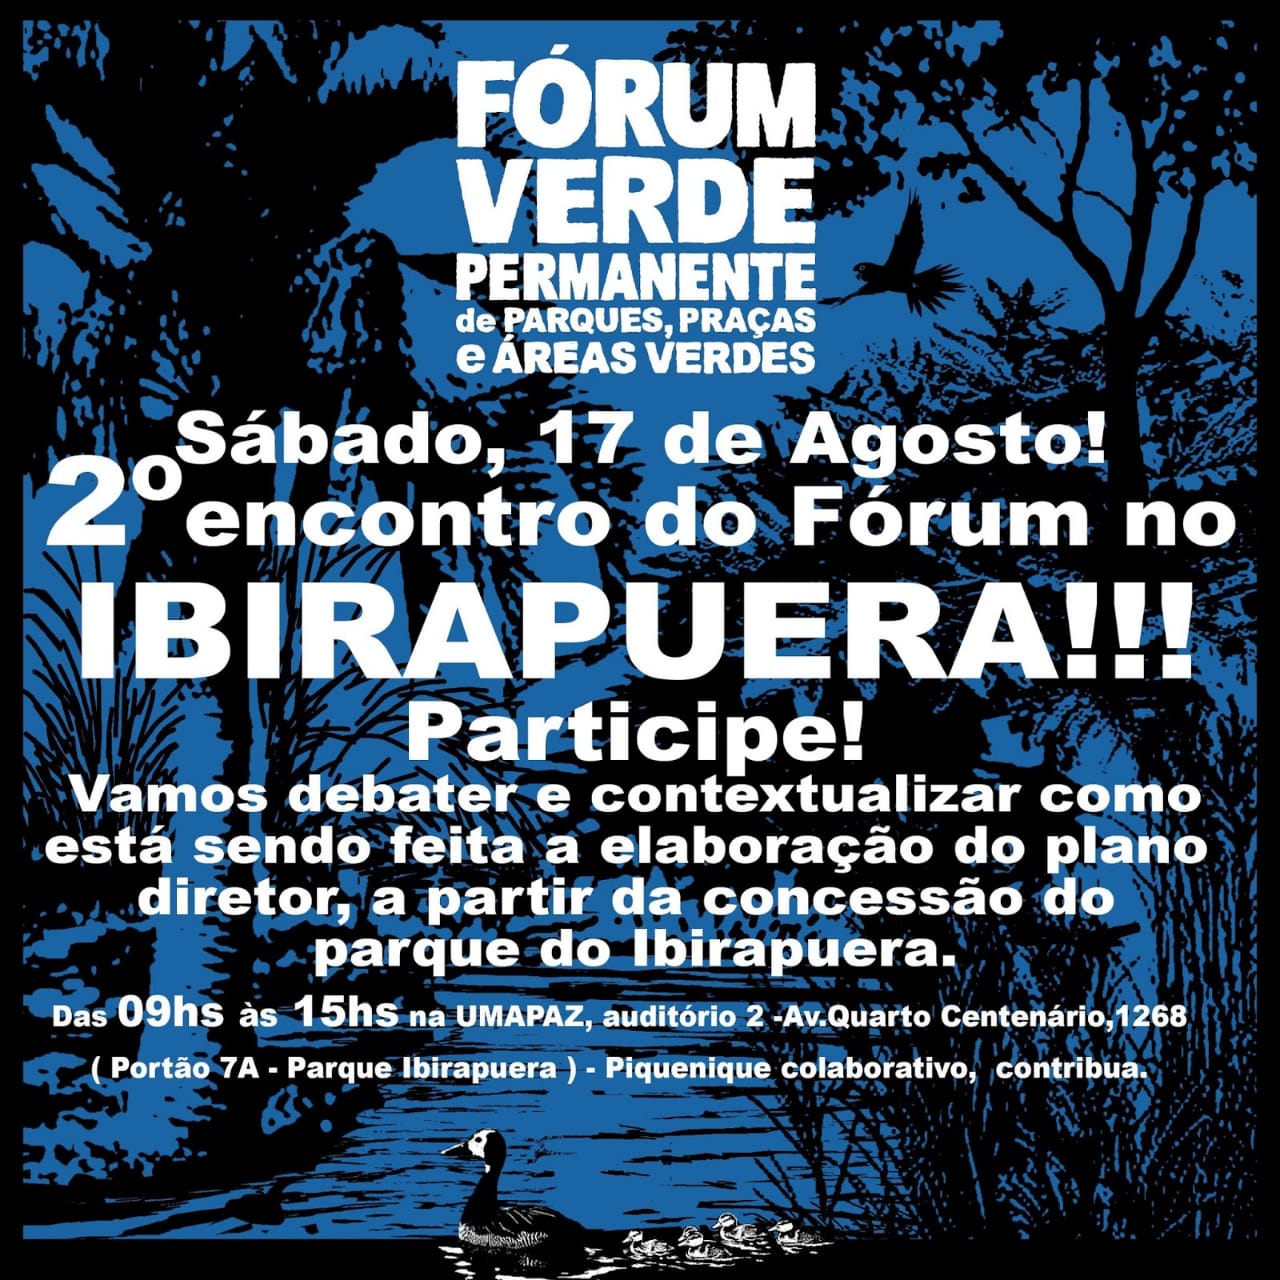 FÓRUM
VERDE
PERMANENTE
de PARQUES, PRAÇAS
e ÁREAS VERDES
Sábado, 17 de Agosto!
2º encontro do Fórum no
IBIRAPUERA!!!
Participe!
Vamos debater e contextualizar como
está sendo feita a elaboração do plano
diretor, a partir da concessão do
parque do Ibirapuera.
Das 09hs às 15hs na UMAPAZ, auditório 2 -Av.Quarto Centenário,1268
( Portão 7A - Parque Ibirapuera ) - Piquenique colaborativo, contribua.